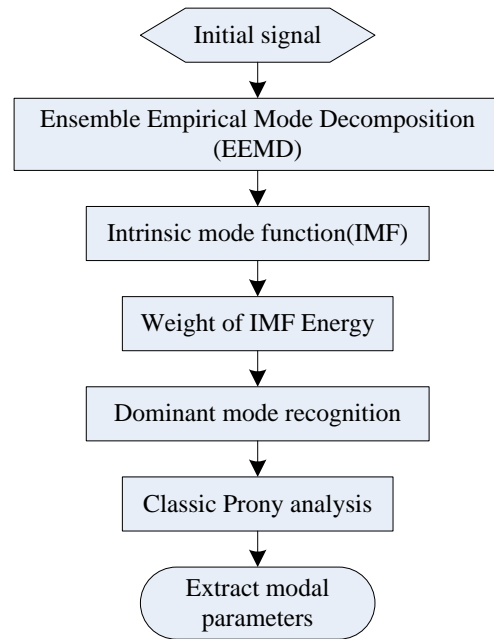 Initial signal
Ensemble Empirical Mode Decomposition
(EEMD)
Intrinsic mode function(IMF)
Weight of IMF Energy
Dominant mode recognition
Classic Prony analysis
Extract modal
parameters